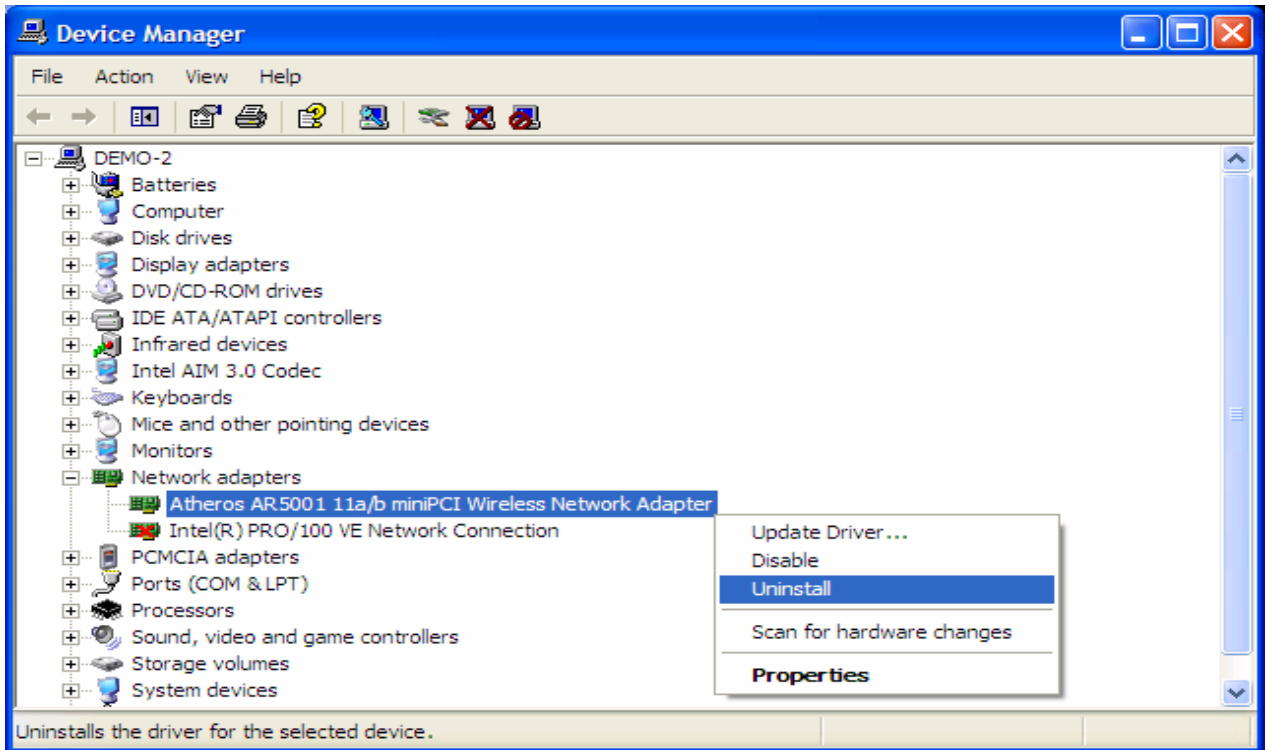 Device Manager
File Action View Help
DEMO-2
Batteries
Computer
Disk drives
Display adapters
DVD/CD-ROM drives
IDE ATA/ATAPI controllers
Infrared devices
Intel AIM 3.0 Codec
Keyboards
Mice and other pointing devices
Monitors
Network adapters
Atheros AR5001 11a/b miniPCI Wireless Network Adapter
Intel(R) PRO/100 VE Network Connection
PCMCIA adapters
Ports (COM & LPT)
Processors
Sound, video and game controllers
Storage volumes
System devices
Update Driver...
Disable
Uninstall
Scan for hardware changes
Properties
Uninstalls the driver for the selected device.